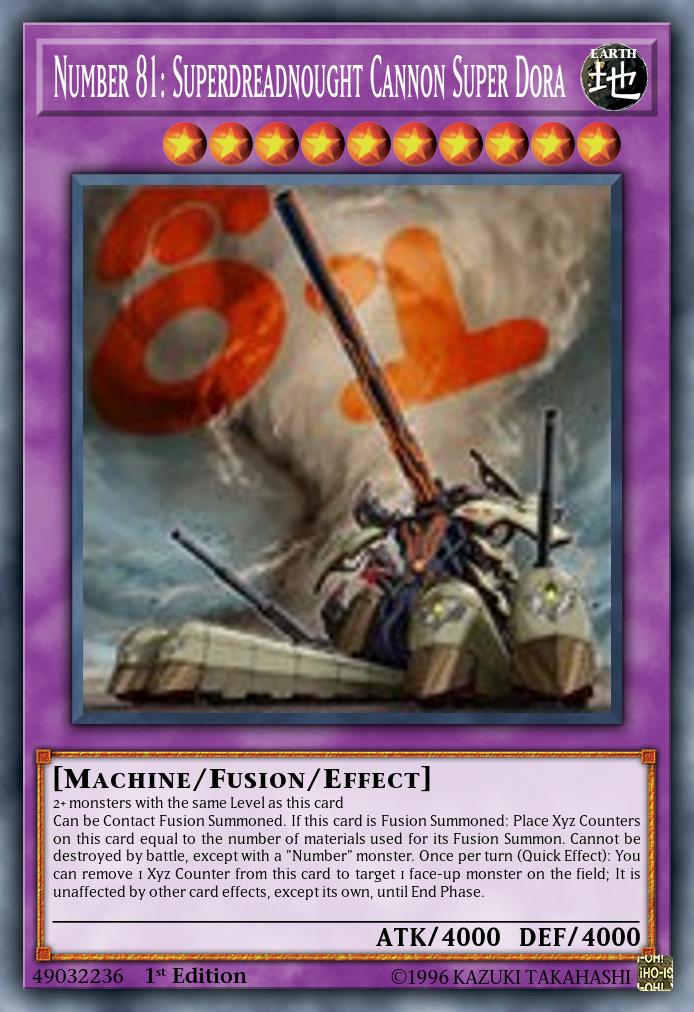 Number 81: Superdreadnought Cannon Super Dora
EARTH
地
81
[Machine/Fusion/Effect]
2+ monsters with the same Level as this card
Can be Contact Fusion Summoned. If this card is Fusion Summoned: Place Xyz Counters
on this card equal to the number of materials used for its Fusion Summon. Cannot be
destroyed by battle, except with a "Number" monster. Once per turn (Quick Effect): You
can remove 1 Xyz Counter from this card to target 1 face-up monster on the field; It is
unaffected by other card effects, except its own, until End Phase.
ATK/4000 DEF/4000
49032236 1st Edition ©1996 KAZUKI TAKAHASHI